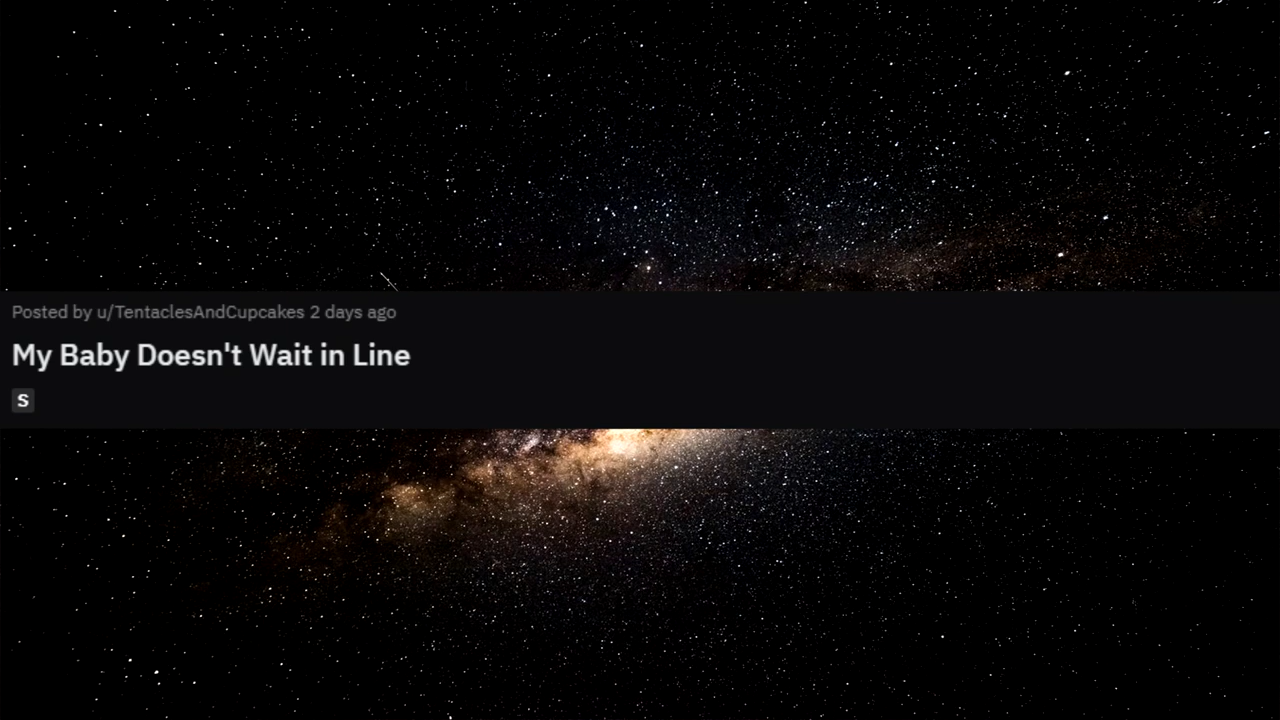 Posted by u/TentaclesAndCupcakes 2 days ago
My Baby Doesn't Wait in Line
S